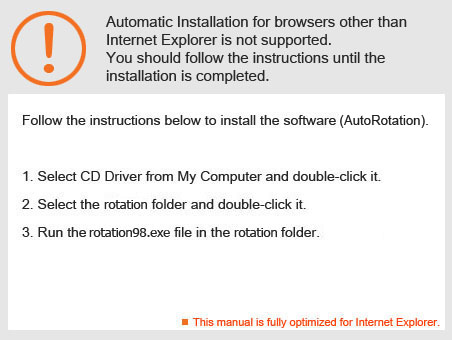 Automatic Installation for browsers other than
Internet Explorer is not supported.
You should follow the instructions until the
installation is completed.
Follow the instructions below to install the software (AutoRotation).
1. Select CD Driver from My Computer and double-click it.
2. Select the rotation folder and double-click it.
3. Run the rotation98.exe file in the rotation folder.
This manual is fully optimized for Internet Explorer.